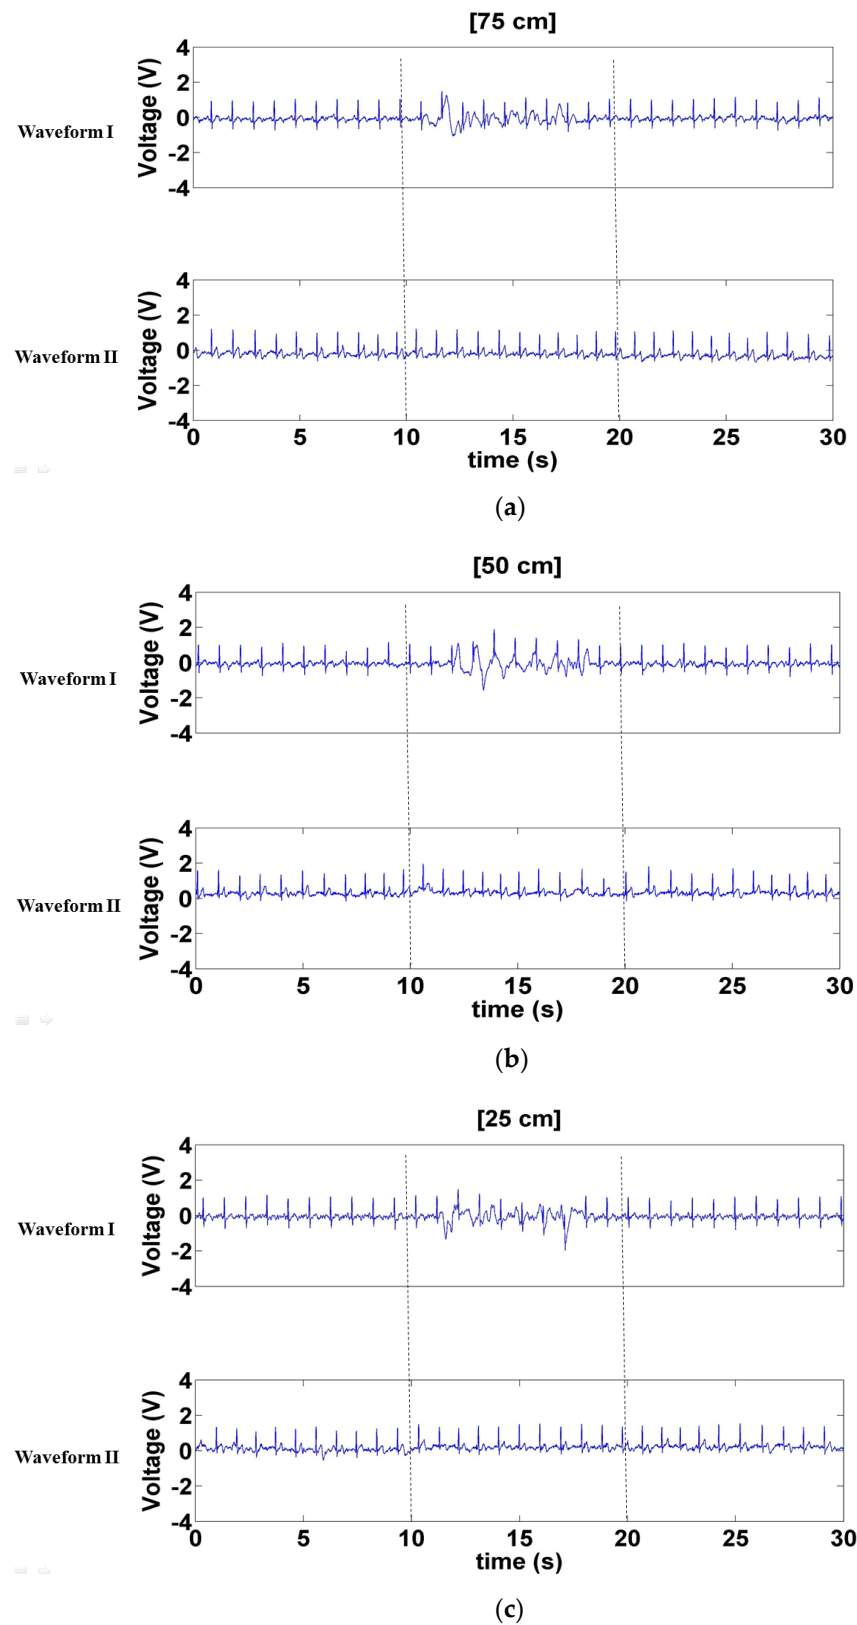 [75 cm]
Waveform I
Voltage (V)
4
2
0
-2
-4
Waveform II
Voltage (V)
4
2
0
-2
-4
0 5 10 15 20 25 30
time (s)
(a)
[50 cm]
Waveform I
Voltage (V)
4
2
0
-2
-4
Waveform II
Voltage (V)
4
2
0
-2
-4
0 5 10 15 20 25 30
time (s)
(b)
[25 cm]
Waveform I
Voltage (V)
4
2
0
-2
-4
Waveform II
Voltage (V)
4
2
0
-2
-4
0 5 10 15 20 25 30
time (s)
(c)